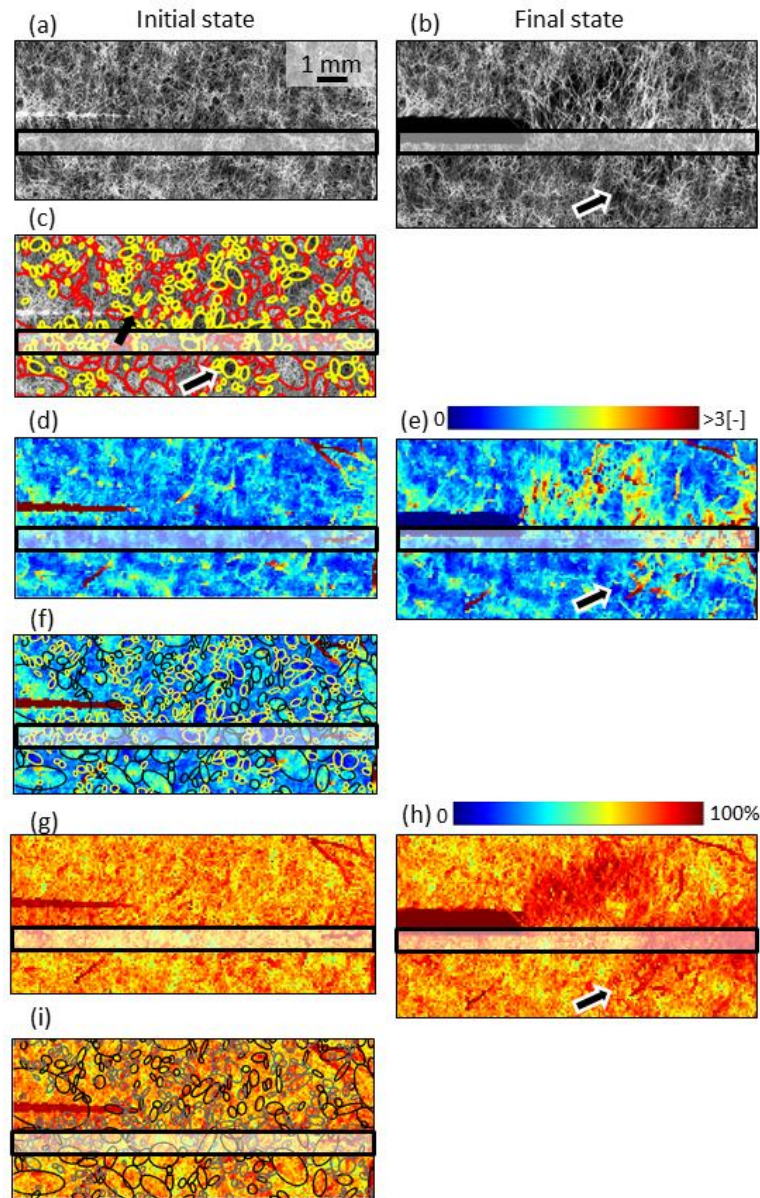 Initial state
Final state
(a)
(b)
1 mm
(c)
(d)
(e)
0
>3[-]
(f)
(g)
(h)
0
100%
(i)